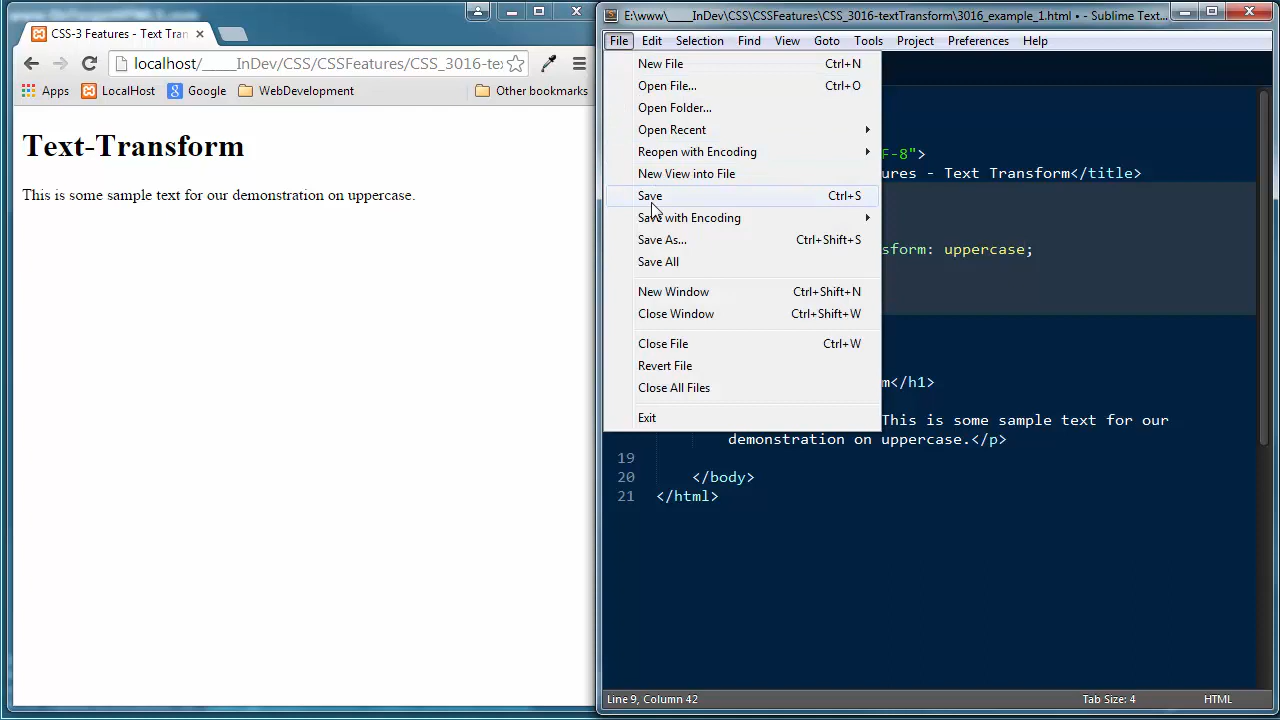 CSS-3 Features - Text Tran
localhost/_____InDev/CSS/CSSFeatures/CSS_3016-te
Apps LocalHost Google WebDevelopment Other bookmarks
Text-Transform
This is some sample text for our demonstration on uppercase.
E:\www\____InDev\CSS\CSSFeatures\CSS_3016-textTransform\3016_example_1.html • - Sublime Text...
File Edit Selection Find View Goto Tools Project Preferences Help
New File Ctrl+N
Open File... Ctrl+O
Open Folder...
Open Recent
Reopen with Encoding
New View into File
Save Ctrl+S
Save with Encoding
Save As... Ctrl+Shift+S
Save All
New Window Ctrl+Shift+N
Close Window Ctrl+Shift+W
Close File Ctrl+W
Revert File
Close All Files
Exit
F-8">
ures - Text Transform</title>
sform: uppercase;
m</h1>
This is some sample text for our
demonstration on uppercase.</p>
19
20 </body>
21 </html>
Line 9, Column 42 Tab Size: 4 HTML